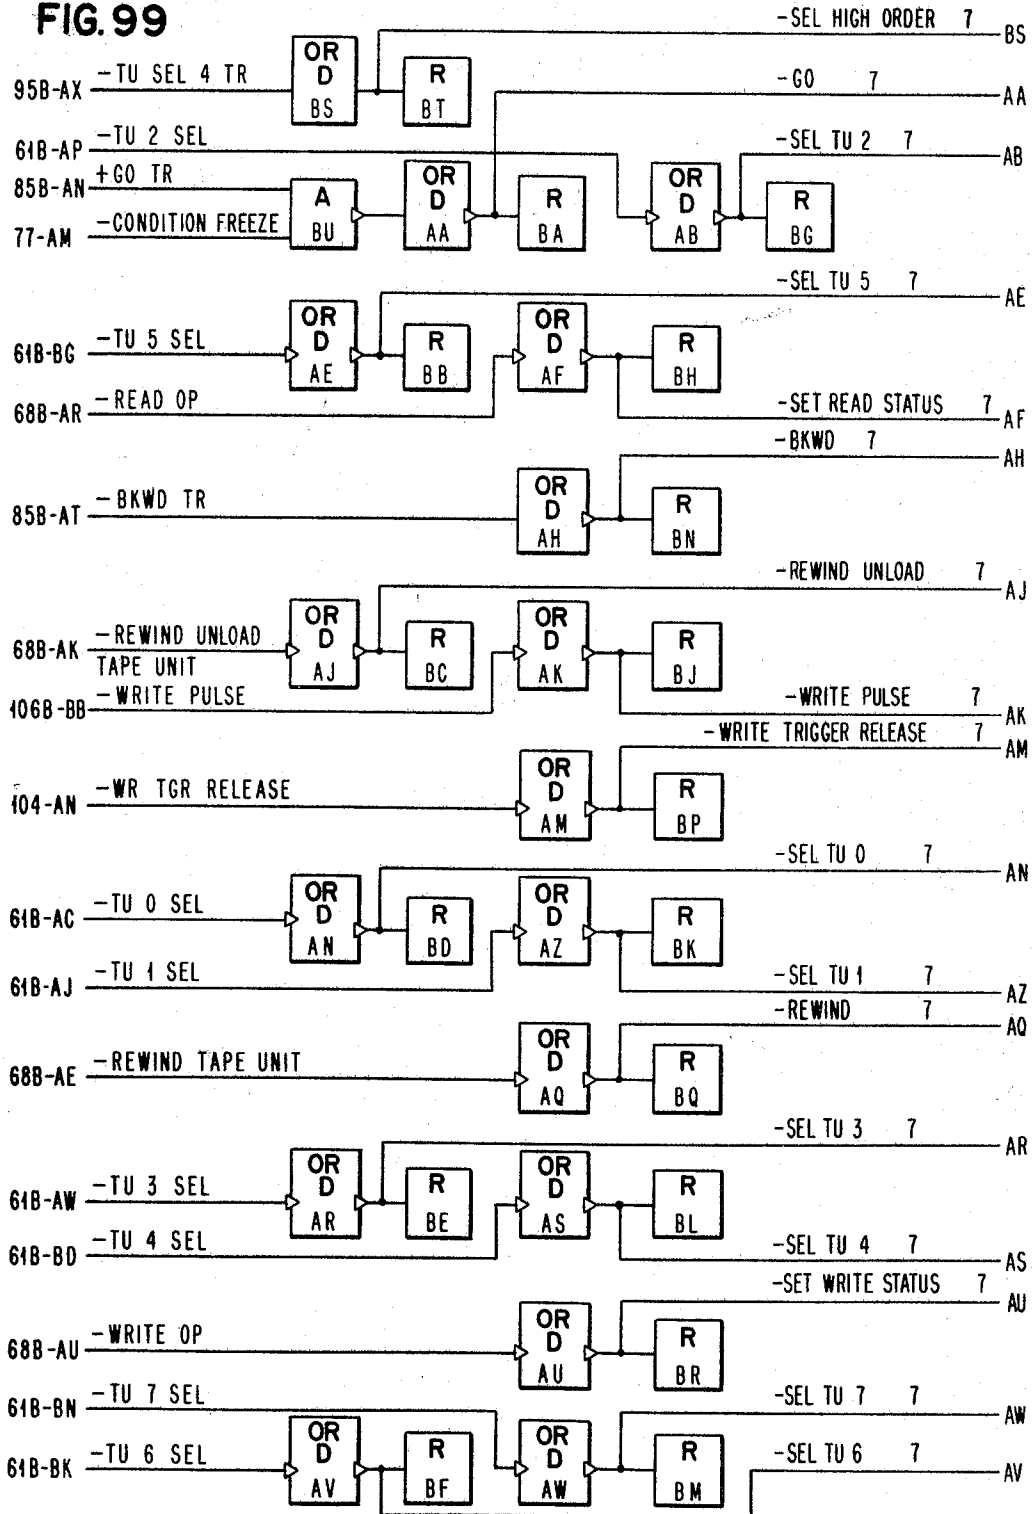 FIG. 99
-SEL HIGH ORDER 7 BS
95B-AX -TU SEL 4 TR
OR D BS
R BT
-GO 7 AA
61B-AP -TU 2 SEL
-SEL TU 2 7 AB
85B-AN +GO TR
77-AM -CONDITION FREEZE
A BU
OR D AA
R BA
OR D AB
R BG
-SEL TU 5 7 AE
61B-BG -TU 5 SEL
OR D AE
R BB
OR D AF
R BH
68B-AR -READ OP
-SET READ STATUS 7 AF
-BKWD 7 AH
85B-AT -BKWD TR
OR D AH
R BN
-REWIND UNLOAD 7 AJ
68B-AK -REWIND UNLOAD
TAPE UNIT
OR D AJ
R BC
OR D AK
R BJ
106B-BB -WRITE PULSE
-WRITE PULSE 7 AK
-WRITE TRIGGER RELEASE 7 AM
104-AN -WR TGR RELEASE
OR D AM
R BP
-SEL TU 0 7 AN
61B-AC -TU 0 SEL
OR D AN
R BD
OR D AZ
R BK
61B-AJ -TU 1 SEL
-SEL TU 1 7 AZ
-REWIND 7 AQ
68B-AE -REWIND TAPE UNIT
OR D AQ
R BQ
-SEL TU 3 7 AR
61B-AW -TU 3 SEL
OR D AR
R BE
OR D AS
R BL
61B-BD -TU 4 SEL
-SEL TU 4 7 AS
-SET WRITE STATUS 7 AU
68B-AU -WRITE OP
OR D AU
R BR
61B-BN -TU 7 SEL
-SEL TU 7 7 AW
61B-BK -TU 6 SEL
OR D AV
R BF
OR D AW
R BM
-SEL TU 6 7 AV